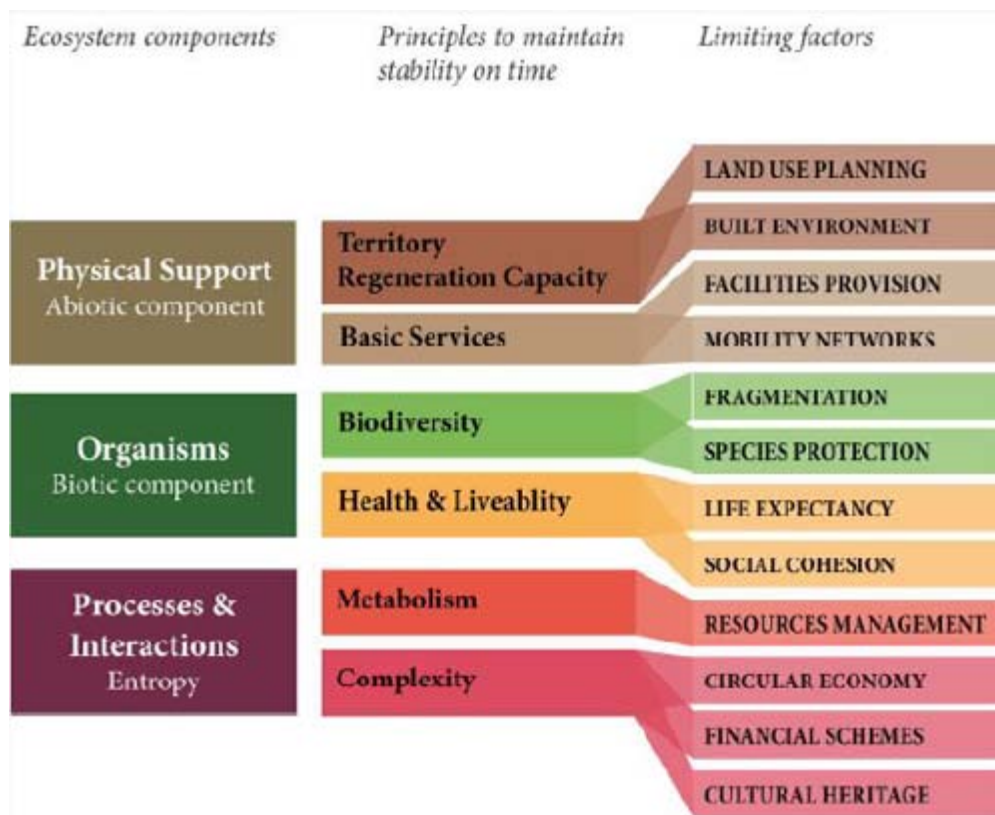 Ecosystem components
Principles to maintain
stability on time
Limiting factors
Physical Support
Abiotic component
Organisms
Biotic component
Processes &
Interactions
Entropy
Territory
Regeneration Capacity
Basic Services
Biodiversity
Health & Liveablity
Metabolism
Complexity
LAND USE PLANNING
BUILT ENVIRONMENT
FACILITIES PROVISION
MOBILITY NETWORKS
FRAGMENTATION
SPECIES PROTECTION
LIFE EXPECTANCY
SOCIAL COHESION
RESOURCES MANAGEMENT
CIRCULAR ECONOMY
FINANCIAL SCHEMES
CULTURAL HERITAGE